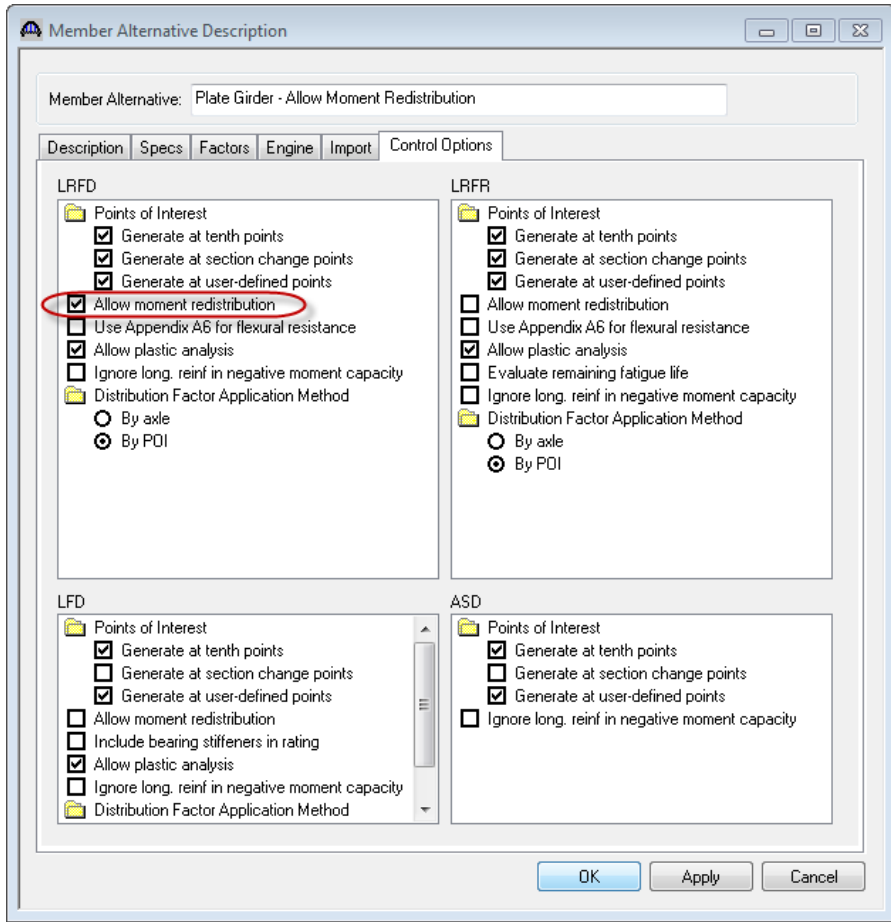 Member Alternative Description
Member Alternative: Plate Girder - Allow Moment Redistribution
Description Specs Factors Engine Import Control Options
LRFD
Points of Interest
Generate at tenth points
Generate at section change points
Generate at user-defined points
Allow moment redistribution
Use Appendix A6 for flexural resistance
Allow plastic analysis
Ignore long. reinf in negative moment capacity
Distribution Factor Application Method
By axle
By POI
LRFR
Points of Interest
Generate at tenth points
Generate at section change points
Generate at user-defined points
Allow moment redistribution
Use Appendix A6 for flexural resistance
Allow plastic analysis
Evaluate remaining fatigue life
Ignore long. reinf in negative moment capacity
Distribution Factor Application Method
By axle
By POI
LFD
Points of Interest
Generate at tenth points
Generate at section change points
Generate at user-defined points
Allow moment redistribution
Include bearing stiffeners in rating
Allow plastic analysis
Ignore long. reinf in negative moment capacity
Distribution Factor Application Method
ASD
Points of Interest
Generate at tenth points
Generate at section change points
Generate at user-defined points
Ignore long. reinf in negative moment capacity
OK Apply Cancel